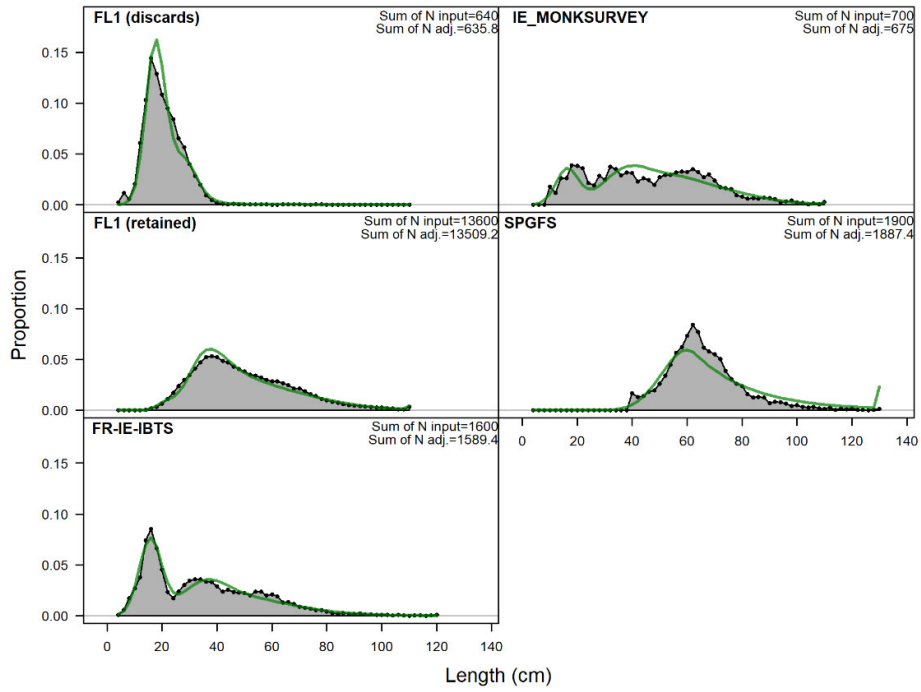 FL1 (discards)
Sum of N input=640
Sum of N adj.=635.8
IE_MONKSURVEY
Sum of N input=700
Sum of N adj.=675
0.15
0.10
0.05
0.00
FL1 (retained)
Sum of N input=13600
Sum of N adj.=13509.2
SPGFS
Sum of N input=1900
Sum of N adj.=1887.4
0.15
0.10
0.05
0.00
Proportion
FR-IE-IBTS
Sum of N input=1600
Sum of N adj.=1589.4
0 20 40 60 80 100 120 140
0.15
0.10
0.05
0.00
0 20 40 60 80 100 120 140
Length (cm)